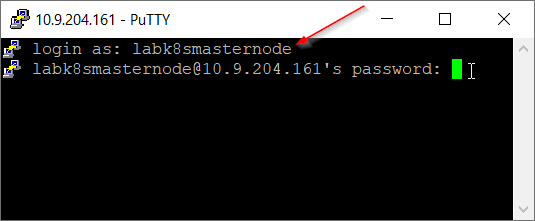 10.9.204.161 - PuTTY
login as: labk8smasternode
labk8smasternode@10.9.204.161's password: